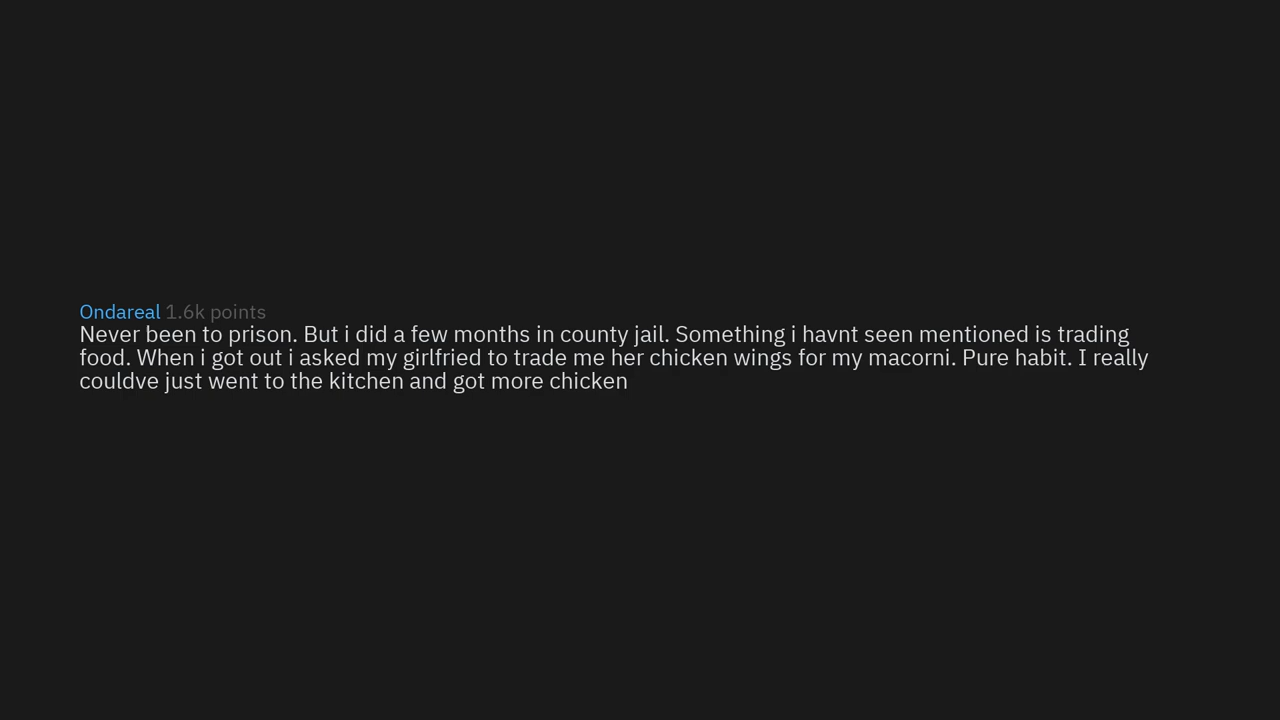 Ondareal 1.6k points
Never been to prison. But i did a few months in county jail. Something i havnt seen mentioned is trading
food. When i got out i asked my girlfried to trade me her chicken wings for my macorni. Pure habit. I really
couldve just went to the kitchen and got more chicken